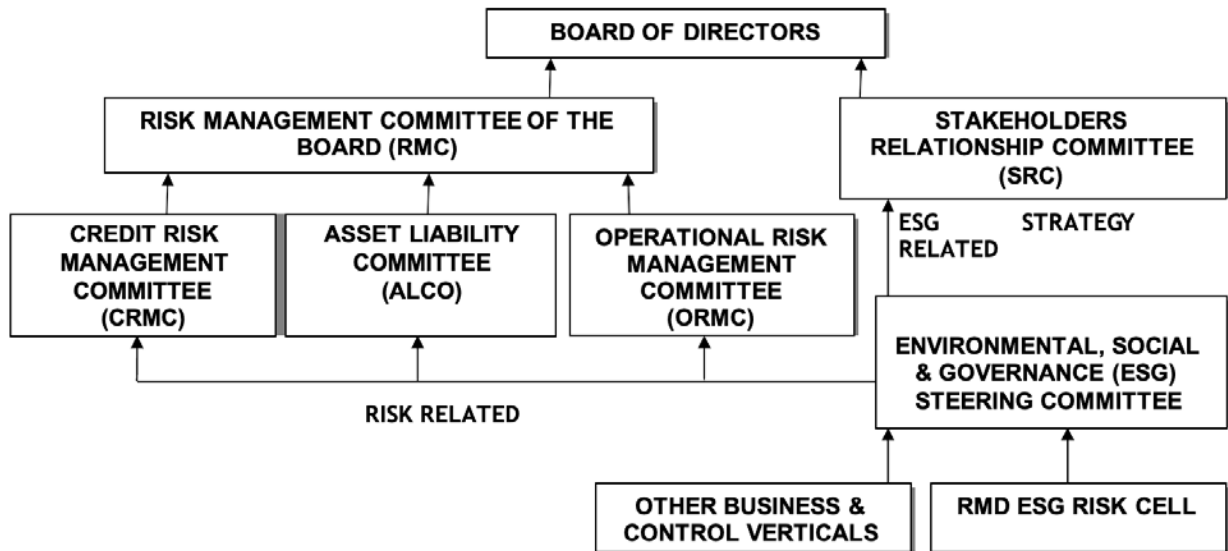 BOARD OF DIRECTORS
RISK MANAGEMENT COMMITTEE OF THE
BOARD (RMC)
STAKEHOLDERS
RELATIONSHIP COMMITTEE
(SRC)
CREDIT RISK
MANAGEMENT
COMMITTEE
(CRMC)
ASSET LIABILITY
COMMITTEE
(ALCO)
OPERATIONAL RISK
MANAGEMENT
COMMITTEE
(ORMC)
ESG STRATEGY
RELATED
ENVIRONMENTAL, SOCIAL
& GOVERNANCE (ESG)
STEERING COMMITTEE
RISK RELATED
OTHER BUSINESS &
CONTROL VERTICALS
RMD ESG RISK CELL